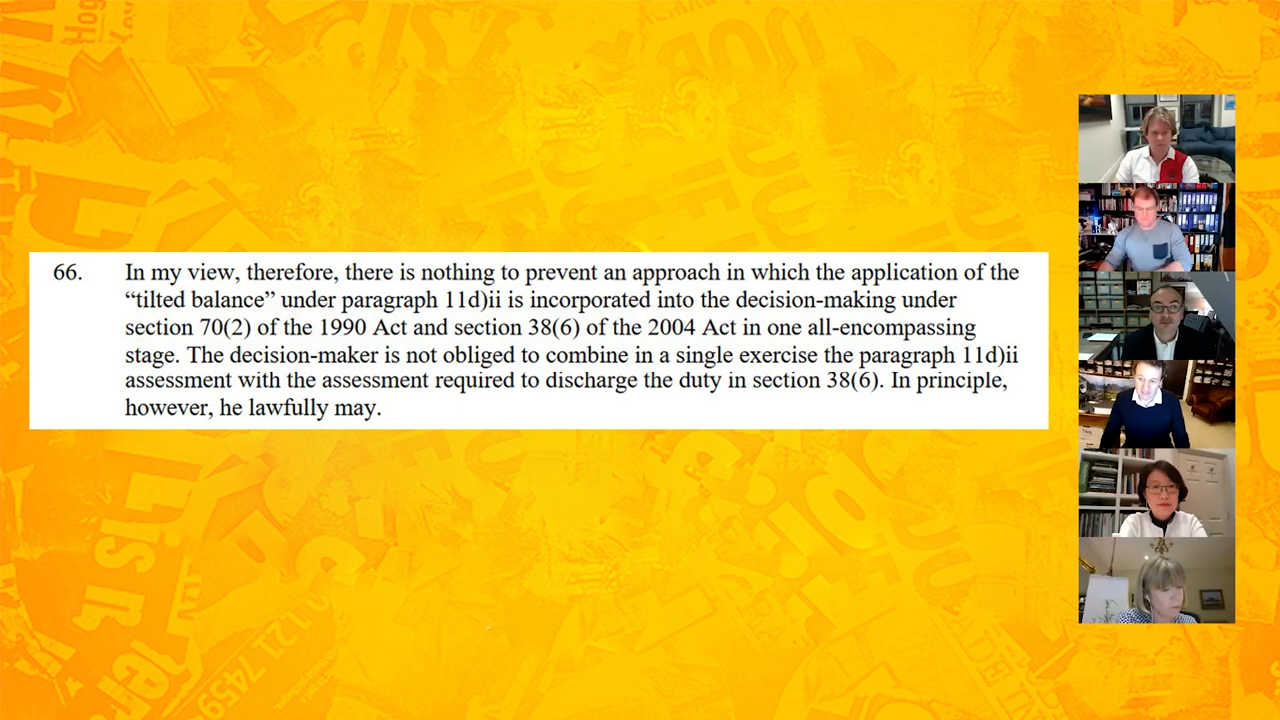 66. In my view, therefore, there is nothing to prevent an approach in which the application of the
“tilted balance” under paragraph 11d)ii is incorporated into the decision-making under
section 70(2) of the 1990 Act and section 38(6) of the 2004 Act in one all-encompassing
stage. The decision-maker is not obliged to combine in a single exercise the paragraph 11d)ii
assessment with the assessment required to discharge the duty in section 38(6). In principle,
however, he lawfully may.